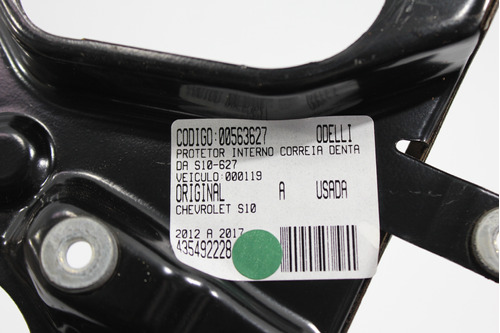 CODIGO:00563627 ODELLI
PROTETOR INTERNO CORREIA DENTA
DA S10-627
VEICULO:000119
ORIGINAL A USADA
CHEVROLET S10
2012 A 2017
435492228